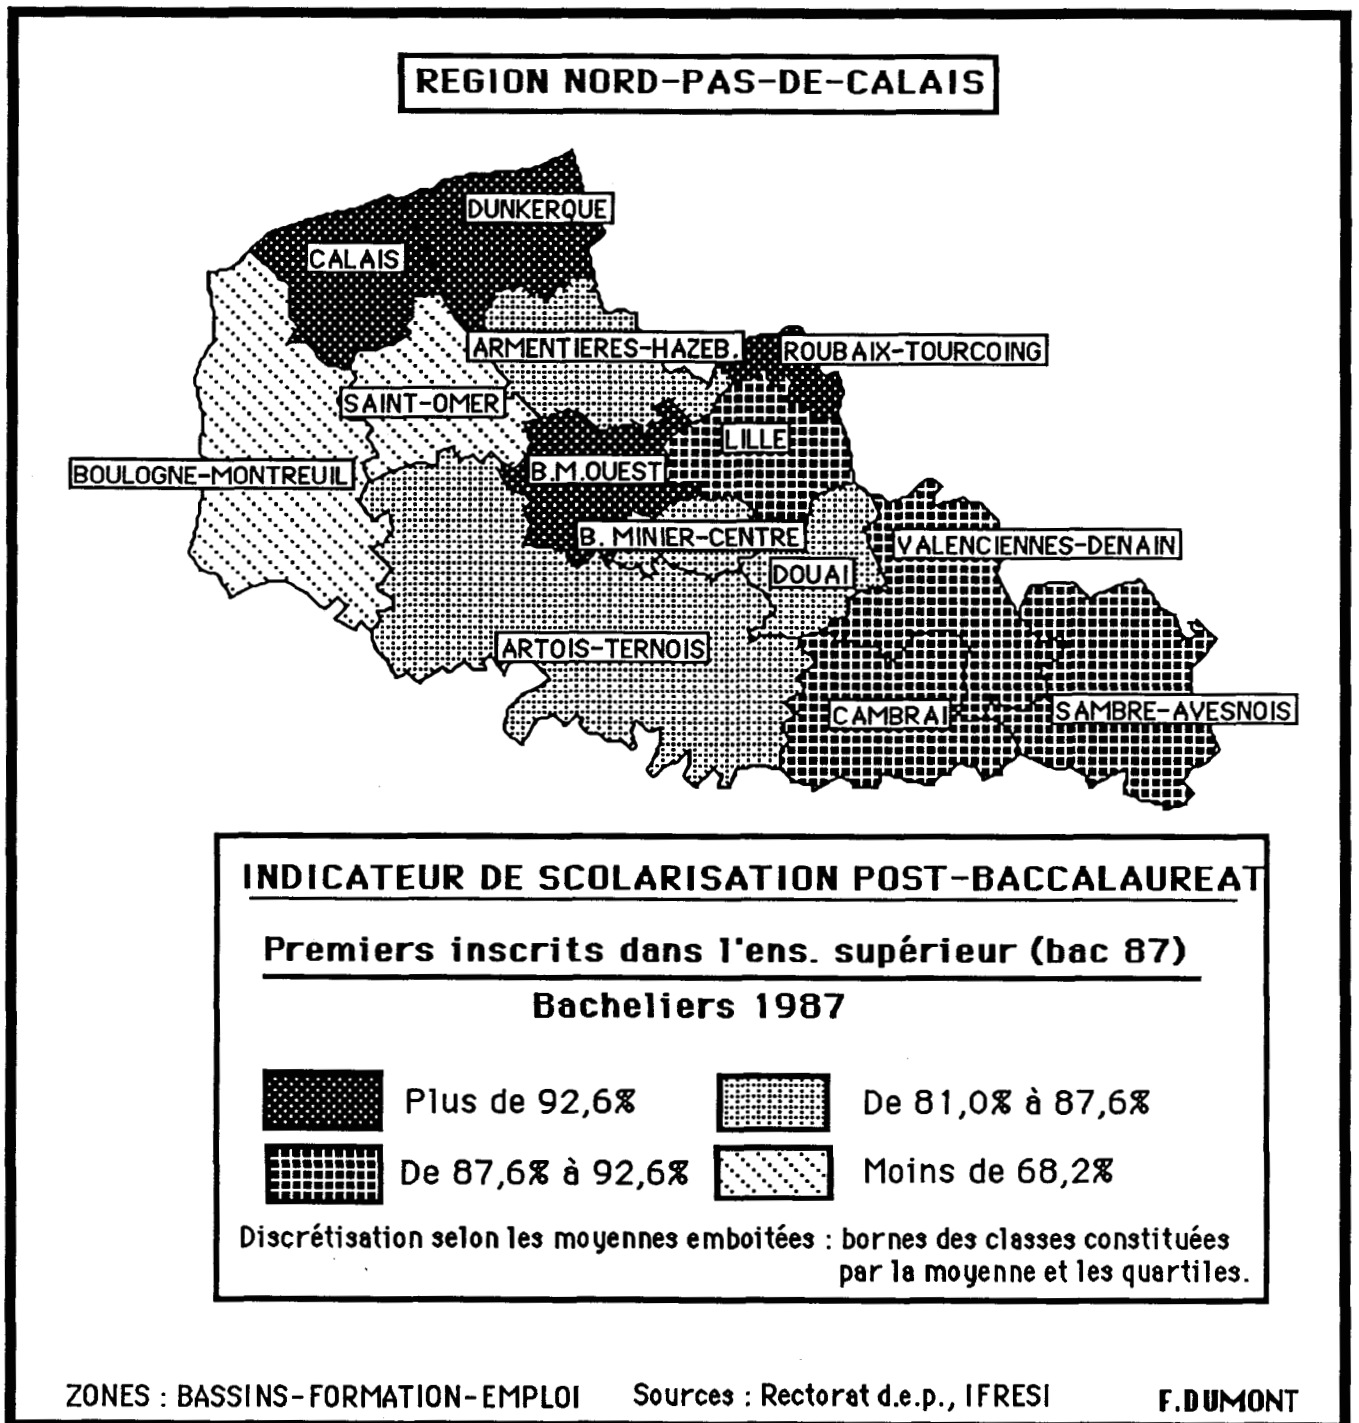 REGION NORD-PAS-DE-CALAIS
DUNKERQUE
CALAIS
ARMENTIERES-HAZEB.
ROUBAIX-TOURCOING
SAINT-OMER
LILLE
BOULOGNE-MONTREUIL
B.M.OUEST
B. MINIER-CENTRE
VALENCIENNES-DENAIN
DOUAI
ARTOIS-TERNOIS
CAMBRAI
SAMBRE-AVESNOIS
INDICATEUR DE SCOLARISATION POST-BACCALAUREAT
Premiers inscrits dans l'ens. supérieur (bac 87)
Bacheliers 1987
Plus de 92,6%
De 81,0% à 87,6%
De 87,6% à 92,6%
Moins de 68,2%
Discrétisation selon les moyennes emboitées : bornes des classes constituées
par la moyenne et les quartiles.
ZONES : BASSINS-FORMATION-EMPLOI Sources : Rectorat d.e.p., IFRESI F.DUMONT